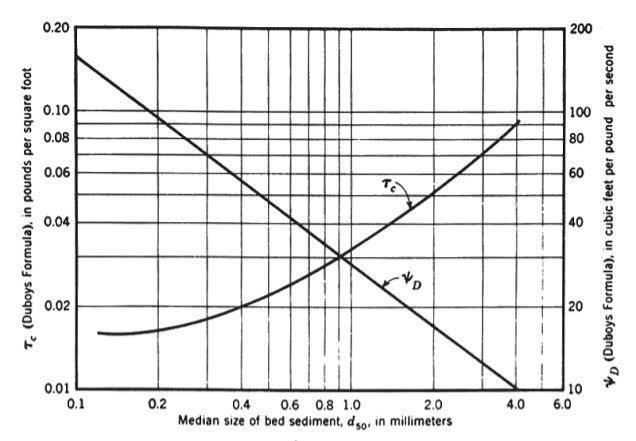 0.20
0.10
0.08
0.06
0.04
0.02
0.01
τc (Duboys Formula), in pounds per square foot
200
100
80
60
40
20
10
ψD (Duboys Formula), in cubic feet per pound per second
τc
ψD
0.1 0.2 0.4 0.6 0.8 1.0 2.0 4.0 6.0
Median size of bed sediment, d50, in millimeters